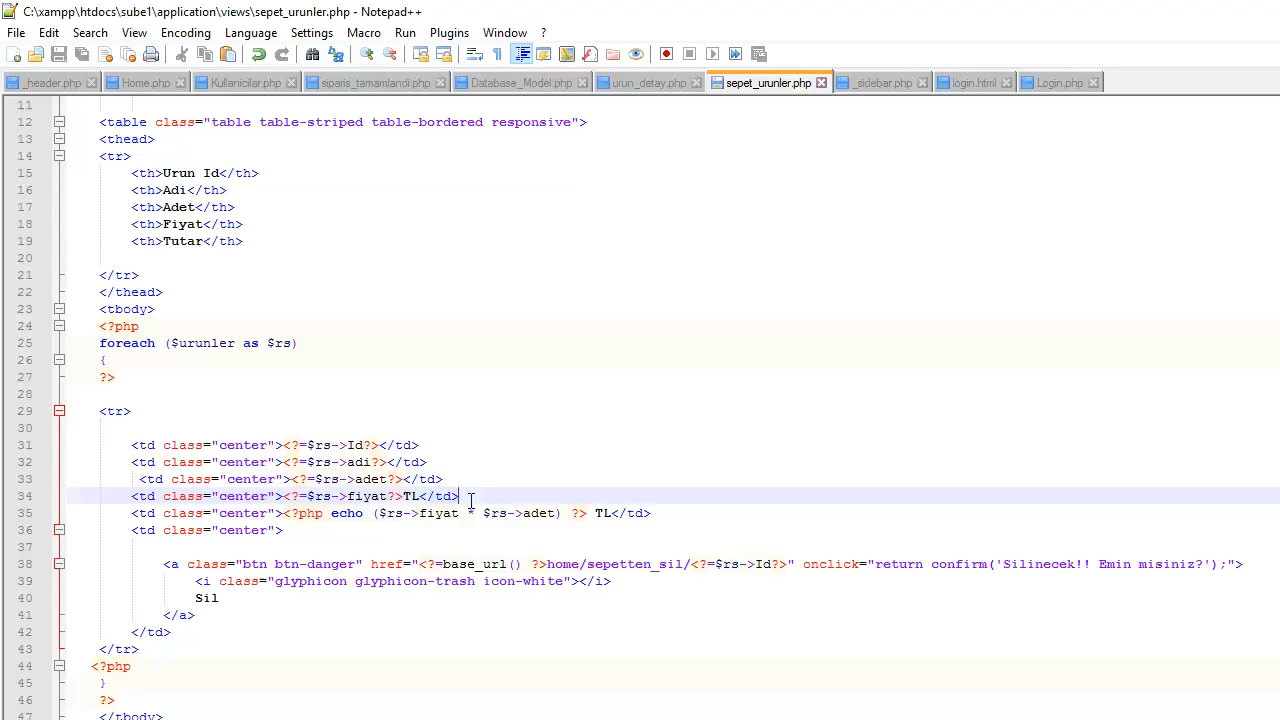 C:\xampp\htdocs\sube1\application\views\sepet_urunler.php - Notepad++
File Edit Search View Encoding Language Settings Macro Run Plugins Window ?
_header.php Home.php Kullanicilar.php siparis_tamamlandi.php Database_Model.php urun_detay.php sepet_urunler.php _sidebar.php login.html Login.php
11
12 <table class="table table-striped table-bordered responsive">
13 <thead>
14 <tr>
15 <th>Urun Id</th>
16 <th>Adi</th>
17 <th>Adet</th>
18 <th>Fiyat</th>
19 <th>Tutar</th>
20
21 </tr>
22 </thead>
23 <tbody>
24 <?php
25 foreach ($urunler as $rs)
26 {
27 ?>
28
29 <tr>
30
31 <td class="center"><?=$rs->Id?></td>
32 <td class="center"><?=$rs->adi?></td>
33 <td class="center"><?=$rs->adet?></td>
34 <td class="center"><?=$rs->fiyat?>TL</td>
35 <td class="center"><?php echo ($rs->fiyat * $rs->adet) ?> TL</td>
36 <td class="center">
37
38 <a class="btn btn-danger" href="<?=base_url() ?>home/sepetten_sil/<?=$rs->Id?>" onclick="return confirm('Silinecek!! Emin misiniz?');">
39 <i class="glyphicon glyphicon-trash icon-white"></i>
40 Sil
41 </a>
42 </td>
43 </tr>
44 <?php
45 }
46 ?>
47 </tbody>